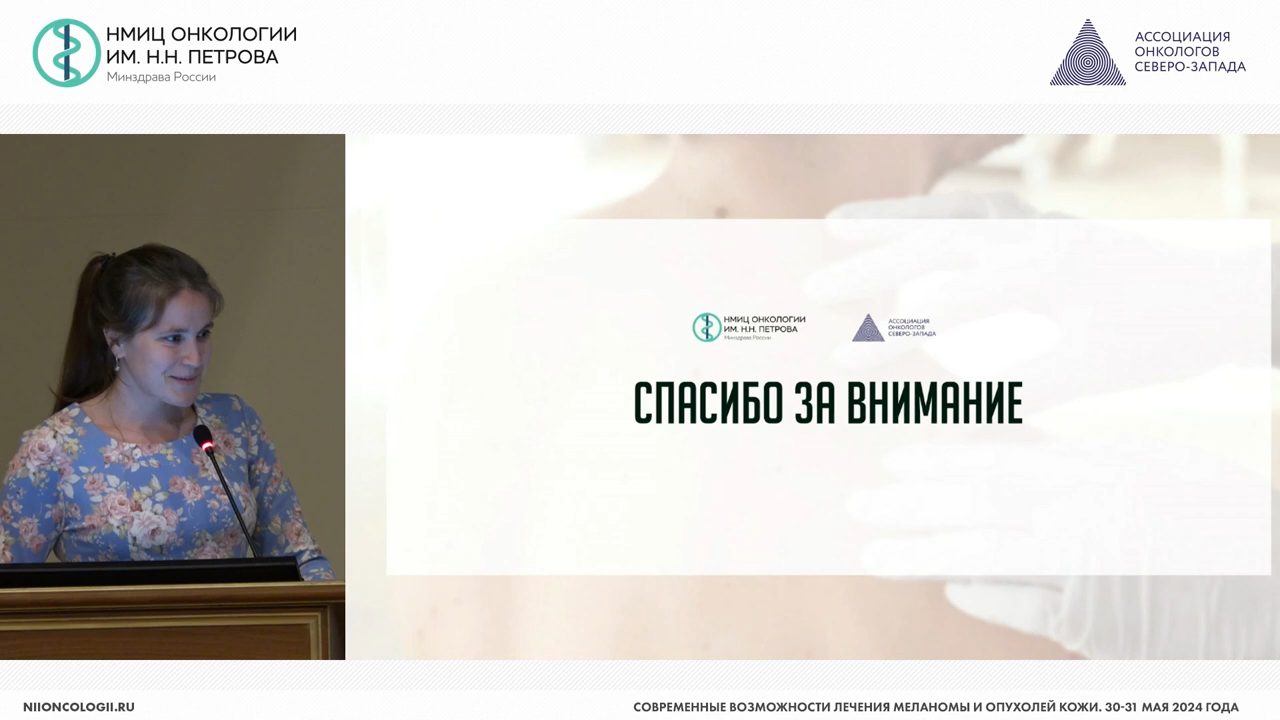 НМИЦ ОНКОЛОГИИ
ИМ. Н.Н. ПЕТРОВА
Минздрава России
АССОЦИАЦИЯ
ОНКОЛОГОВ
СЕВЕРО-ЗАПАДА
НМИЦ ОНКОЛОГИИ
ИМ. Н.Н. ПЕТРОВА
Минздрава России
АССОЦИАЦИЯ
ОНКОЛОГОВ
СЕВЕРО-ЗАПАДА
СПАСИБО ЗА ВНИМАНИЕ
NIIONCOLOGII.RU
СОВРЕМЕННЫЕ ВОЗМОЖНОСТИ ЛЕЧЕНИЯ МЕЛАНОМЫ И ОПУХОЛЕЙ КОЖИ. 30-31 МАЯ 2024 ГОДА